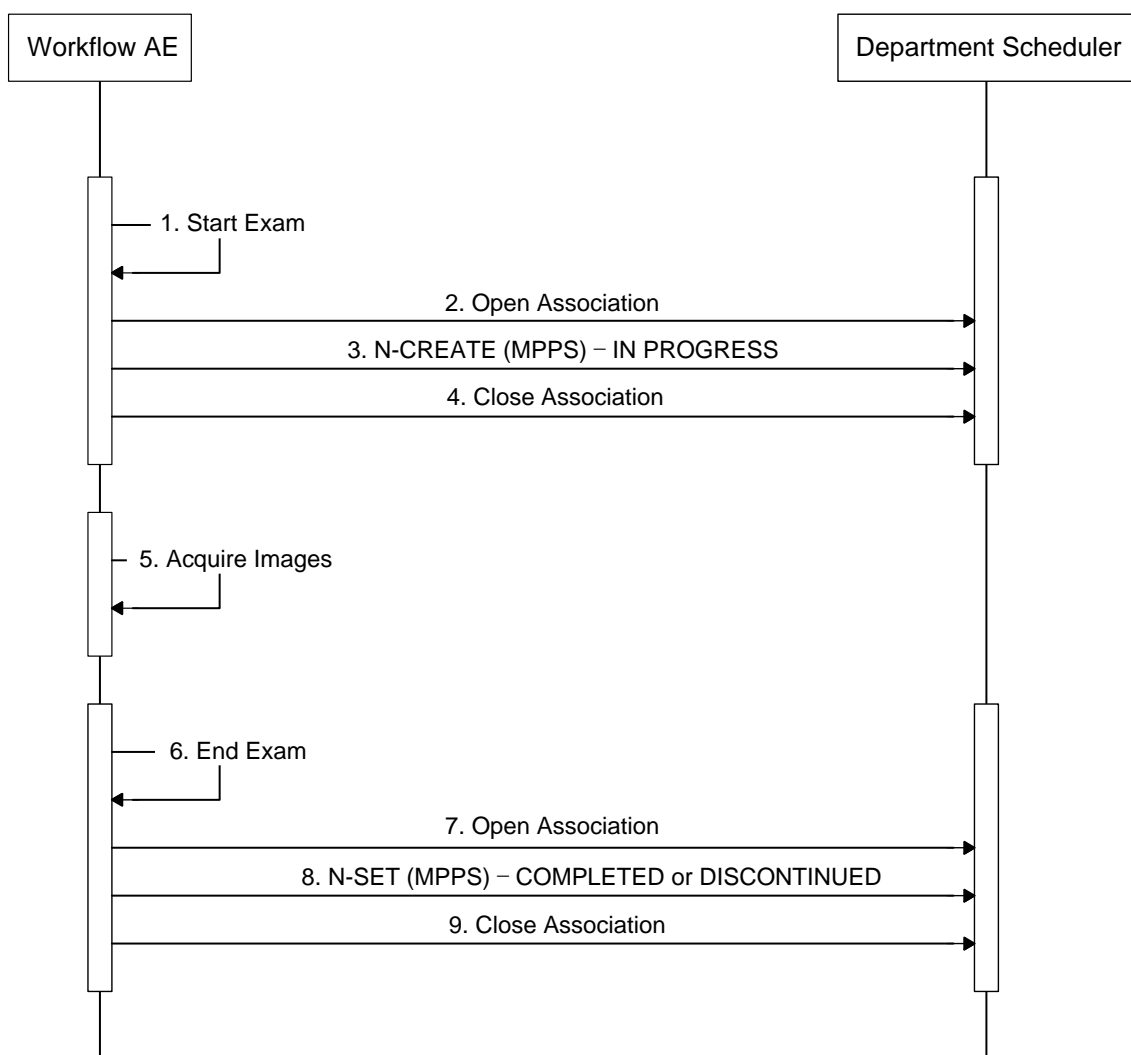 Workflow AE
Department Scheduler
1. Start Exam
2. Open Association
3. N-CREATE (MPPS) – IN PROGRESS
4. Close Association
5. Acquire Images
6. End Exam
7. Open Association
8. N-SET (MPPS) – COMPLETED or DISCONTINUED
9. Close Association